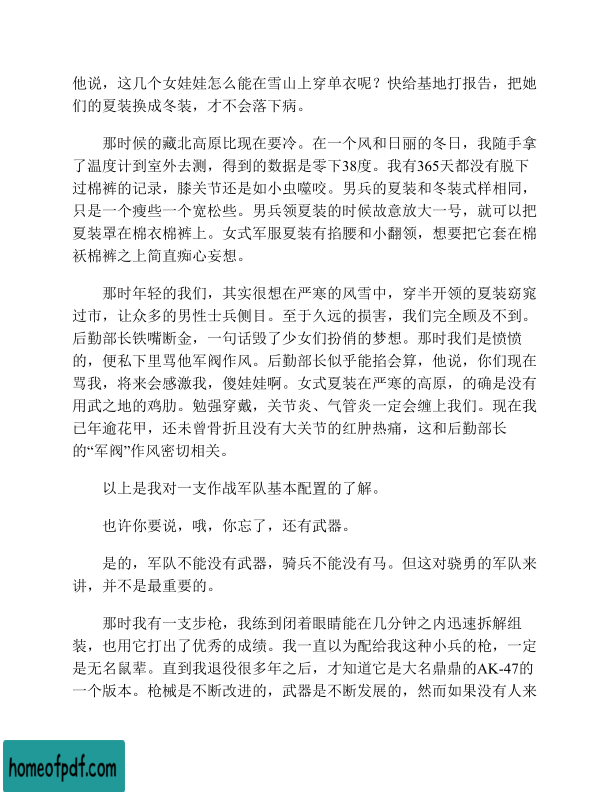 他说，这几个女娃娃怎么能在雪山上穿单衣呢？快给基地打报告，把她
们的夏装换成冬装，才不会落下病。
那时候的藏北高原比现在要冷。在一个风和日丽的冬日，我随手拿
了温度计到室外去测，得到的数据是零下38度。我有365天都没有脱下
过棉裤的记录，膝关节还是如小虫噬咬。男兵的夏装和冬装式样相同，
只是一个瘦些一个宽松些。男兵领夏装的时候故意放大一号，就可以把
夏装罩在棉衣棉裤上。女式军服夏装有掐腰和小翻领，想要把它套在棉
袄棉裤之上简直痴心妄想。
那时年轻的我们，其实很想在严寒的风雪中，穿半开领的夏装窈窕
过市，让众多的男性士兵侧目。至于久远的损害，我们完全顾及不到。
后勤部长铁嘴断金，一句话毁了少女们扮俏的梦想。那时我们是愤愤
的，便私下里骂他军阀作风。后勤部长似乎能掐会算，他说，你们现在
骂我，将来会感激我，傻娃娃啊。女式夏装在严寒的高原，的确是没有
用武之地的鸡肋。勉强穿戴，关节炎、气管炎一定会缠上我们。现在我
已年逾花甲，还未曾骨折且没有大关节的红肿热痛，这和后勤部长
的“军阀”作风密切相关。
以上是我对一支作战军队基本配置的了解。
也许你要说，哦，你忘了，还有武器。
是的，军队不能没有武器，骑兵不能没有马。但这对骁勇的军队来
讲，并不是最重要的。
那时我有一支步枪，我练到闭着眼睛能在几分钟之内迅速拆解组
装，也用它打出了优秀的成绩。我一直以为配给我这种小兵的枪，一定
是无名鼠辈。直到我退役很多年之后，才知道它是大名鼎鼎的AK-47的
一个版本。枪械是不断改进的，武器是不断发展的，然而如果没有人来
homeofpdf.com